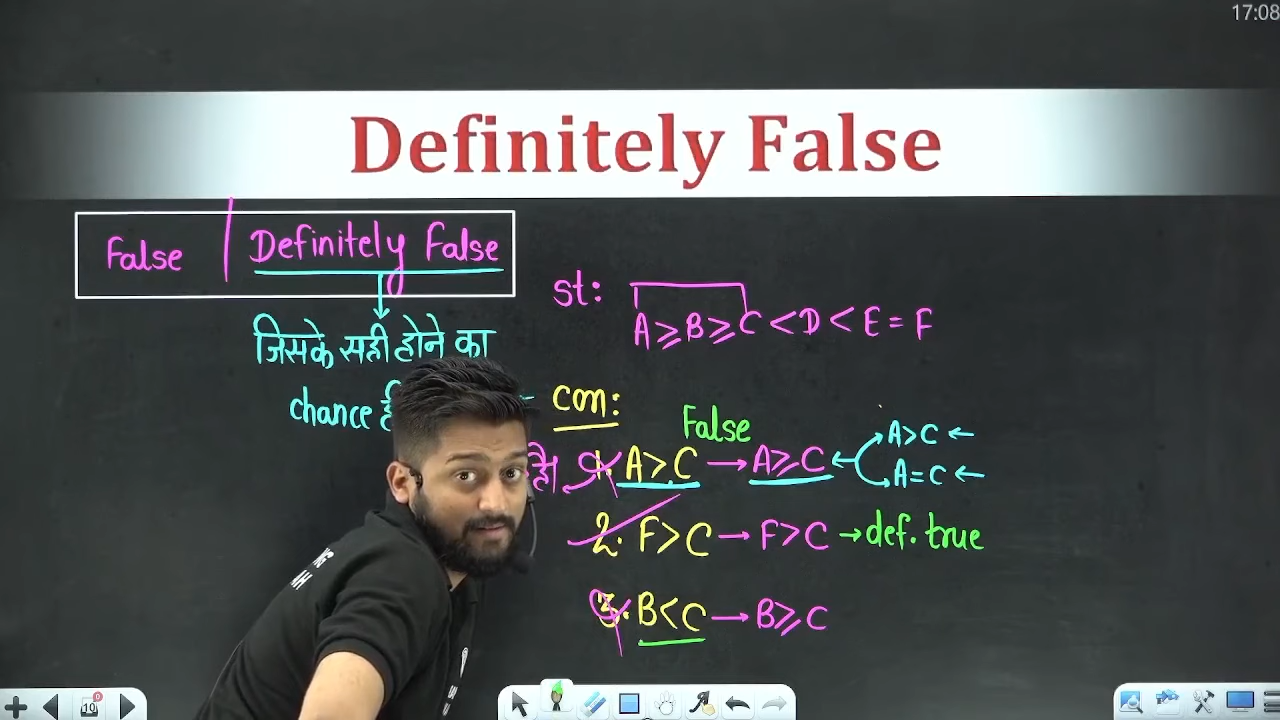 17:08
Definitely False
False | Definitely False
st: A ≥ B ≥ C < D < E = F
जिसके सही होने का
chance
con:
False
है।
1. A > C → A ≥ C ← A > C ←
A = C ←
2. F > C → F > C → def. true
3. B < C → B ≥ C
10